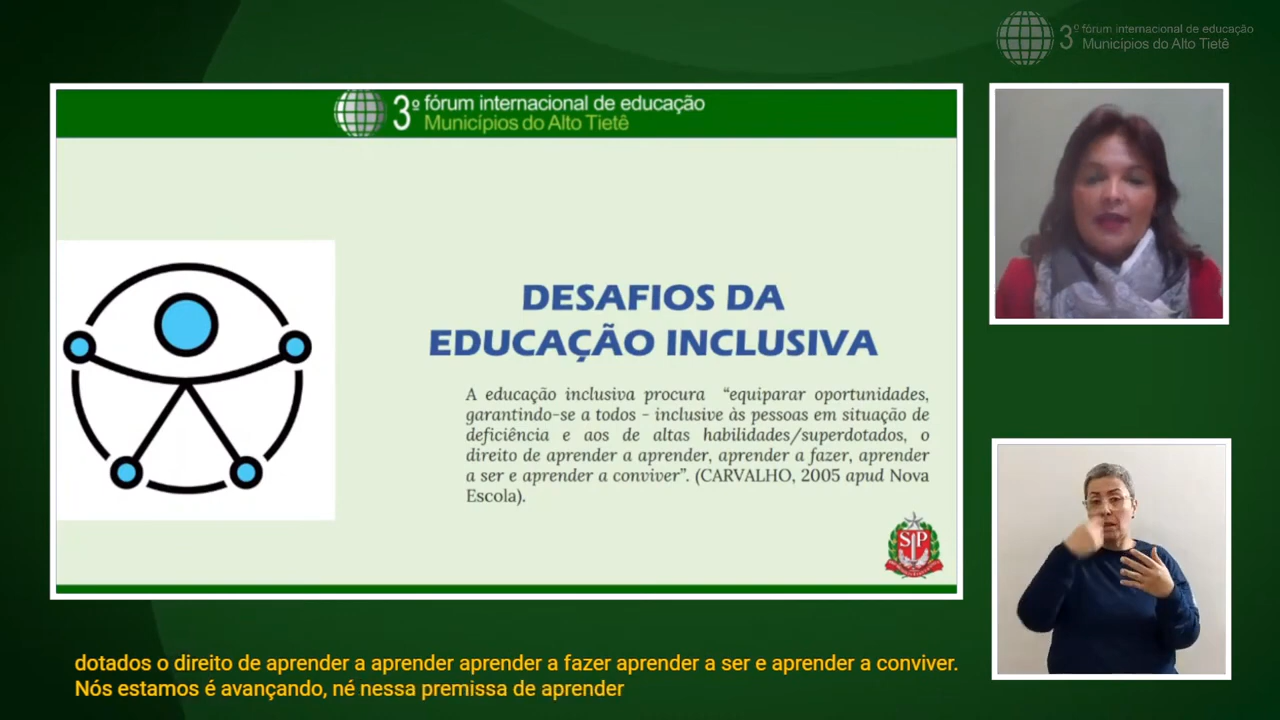 3º fórum internacional de educação
Municípios do Alto Tietê
3º fórum internacional de educação
Municípios do Alto Tietê
DESAFIOS DA
EDUCAÇÃO INCLUSIVA
A educação inclusiva procura “equiparar oportunidades,
garantindo-se a todos - inclusive às pessoas em situação de
deficiência e aos de altas habilidades/superdotados, o
direito de aprender a aprender, aprender a fazer, aprender
a ser e aprender a conviver”. (CARVALHO, 2005 apud Nova
Escola).
SP
dotados o direito de aprender a aprender aprender a fazer aprender a ser e aprender a conviver.
Nós estamos é avançando, né nessa premissa de aprender